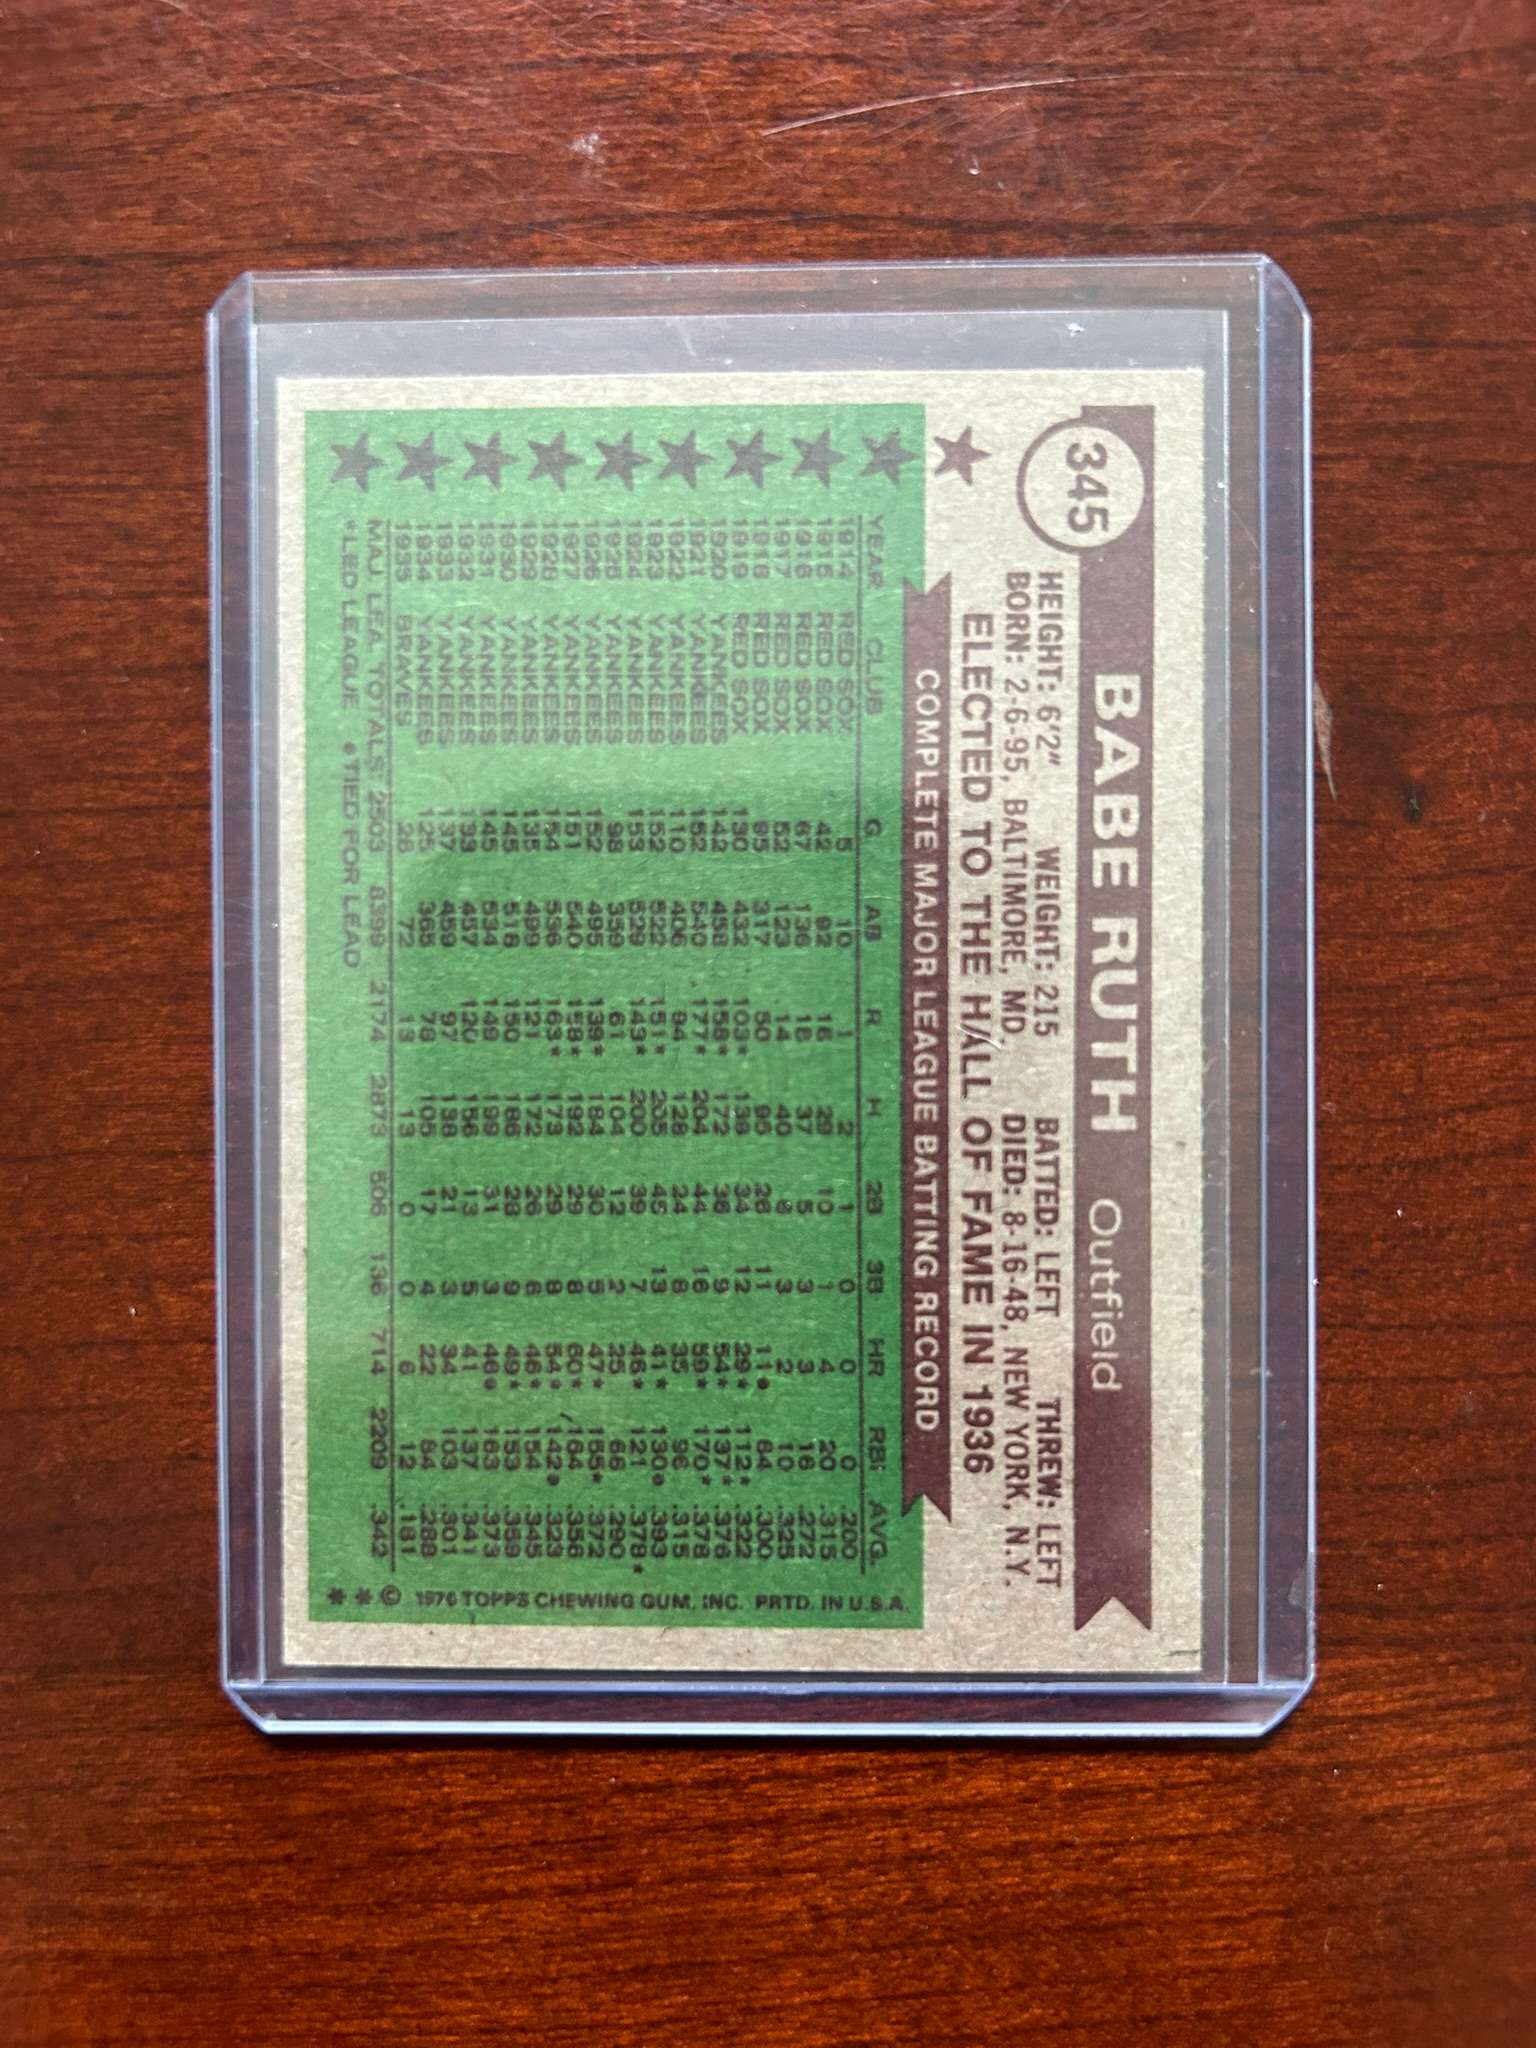 345
BABE RUTH Outfield
HEIGHT: 6'2" WEIGHT: 215 BATTED: LEFT THREW: LEFT
BORN: 2-6-95, BALTIMORE, MD. DIED: 8-16-48, NEW YORK, N.Y.
ELECTED TO THE HALL OF FAME IN 1936
COMPLETE MAJOR LEAGUE BATTING RECORD
YEAR CLUB G AB R H 2B 3B HR RBI AVG.
1914 RED SOX 5 10 1 2 1 0 0 0 .200
1915 RED SOX 42 92 16 29 10 1 4 20 .315
1916 RED SOX 67 136 18 37 5 3 3 16 .272
1917 RED SOX 52 123 14 40 6 3 2 10 .325
1918 RED SOX 95 317 50 95 26 11 11• 64 .300
1919 RED SOX 130 432 103* 139 34 12 29* 112* .322
1920 YANKEES 142 458 158* 172 36 9 54* 137* .376
1921 YANKEES 152 540 177* 204 44 16 59* 170* .378
1922 YANKEES 110 406 94 128 24 8 35 96 .315
1923 YANKEES 152 522 151* 205 45 13 41* 130• .393
1924 YANKEES 153 529 143* 200 39 7 46* 121 .378*
1925 YANKEES 98 359 61 104 12 2 25 66 .290
1926 YANKEES 152 495 139* 184 30 5 47* 155* .372
1927 YANKEES 151 540 158* 192 29 8 60* 164 .356
1928 YANKEES 154 536 163* 173 29 8 54* 142• .323
1929 YANKEES 135 499 121 172 26 6 46* 154 .345
1930 YANKEES 145 518 150 186 28 9 49* 153 .359
1931 YANKEES 145 534 149 199 31 3 46• 163 .373
1932 YANKEES 133 457 120 156 13 5 41 137 .341
1933 YANKEES 137 459 97 138 21 3 34 103 .301
1934 YANKEES 125 365 78 105 17 4 22 84 .288
1935 BRAVES 28 72 13 13 0 0 6 12 .181
MAJ. LEA. TOTALS 2503 8399 2174 2873 506 136 714 2209 .342
*LED LEAGUE •TIED FOR LEAD
**© 1976 TOPPS CHEWING GUM, INC. PRTD. IN U.S.A.